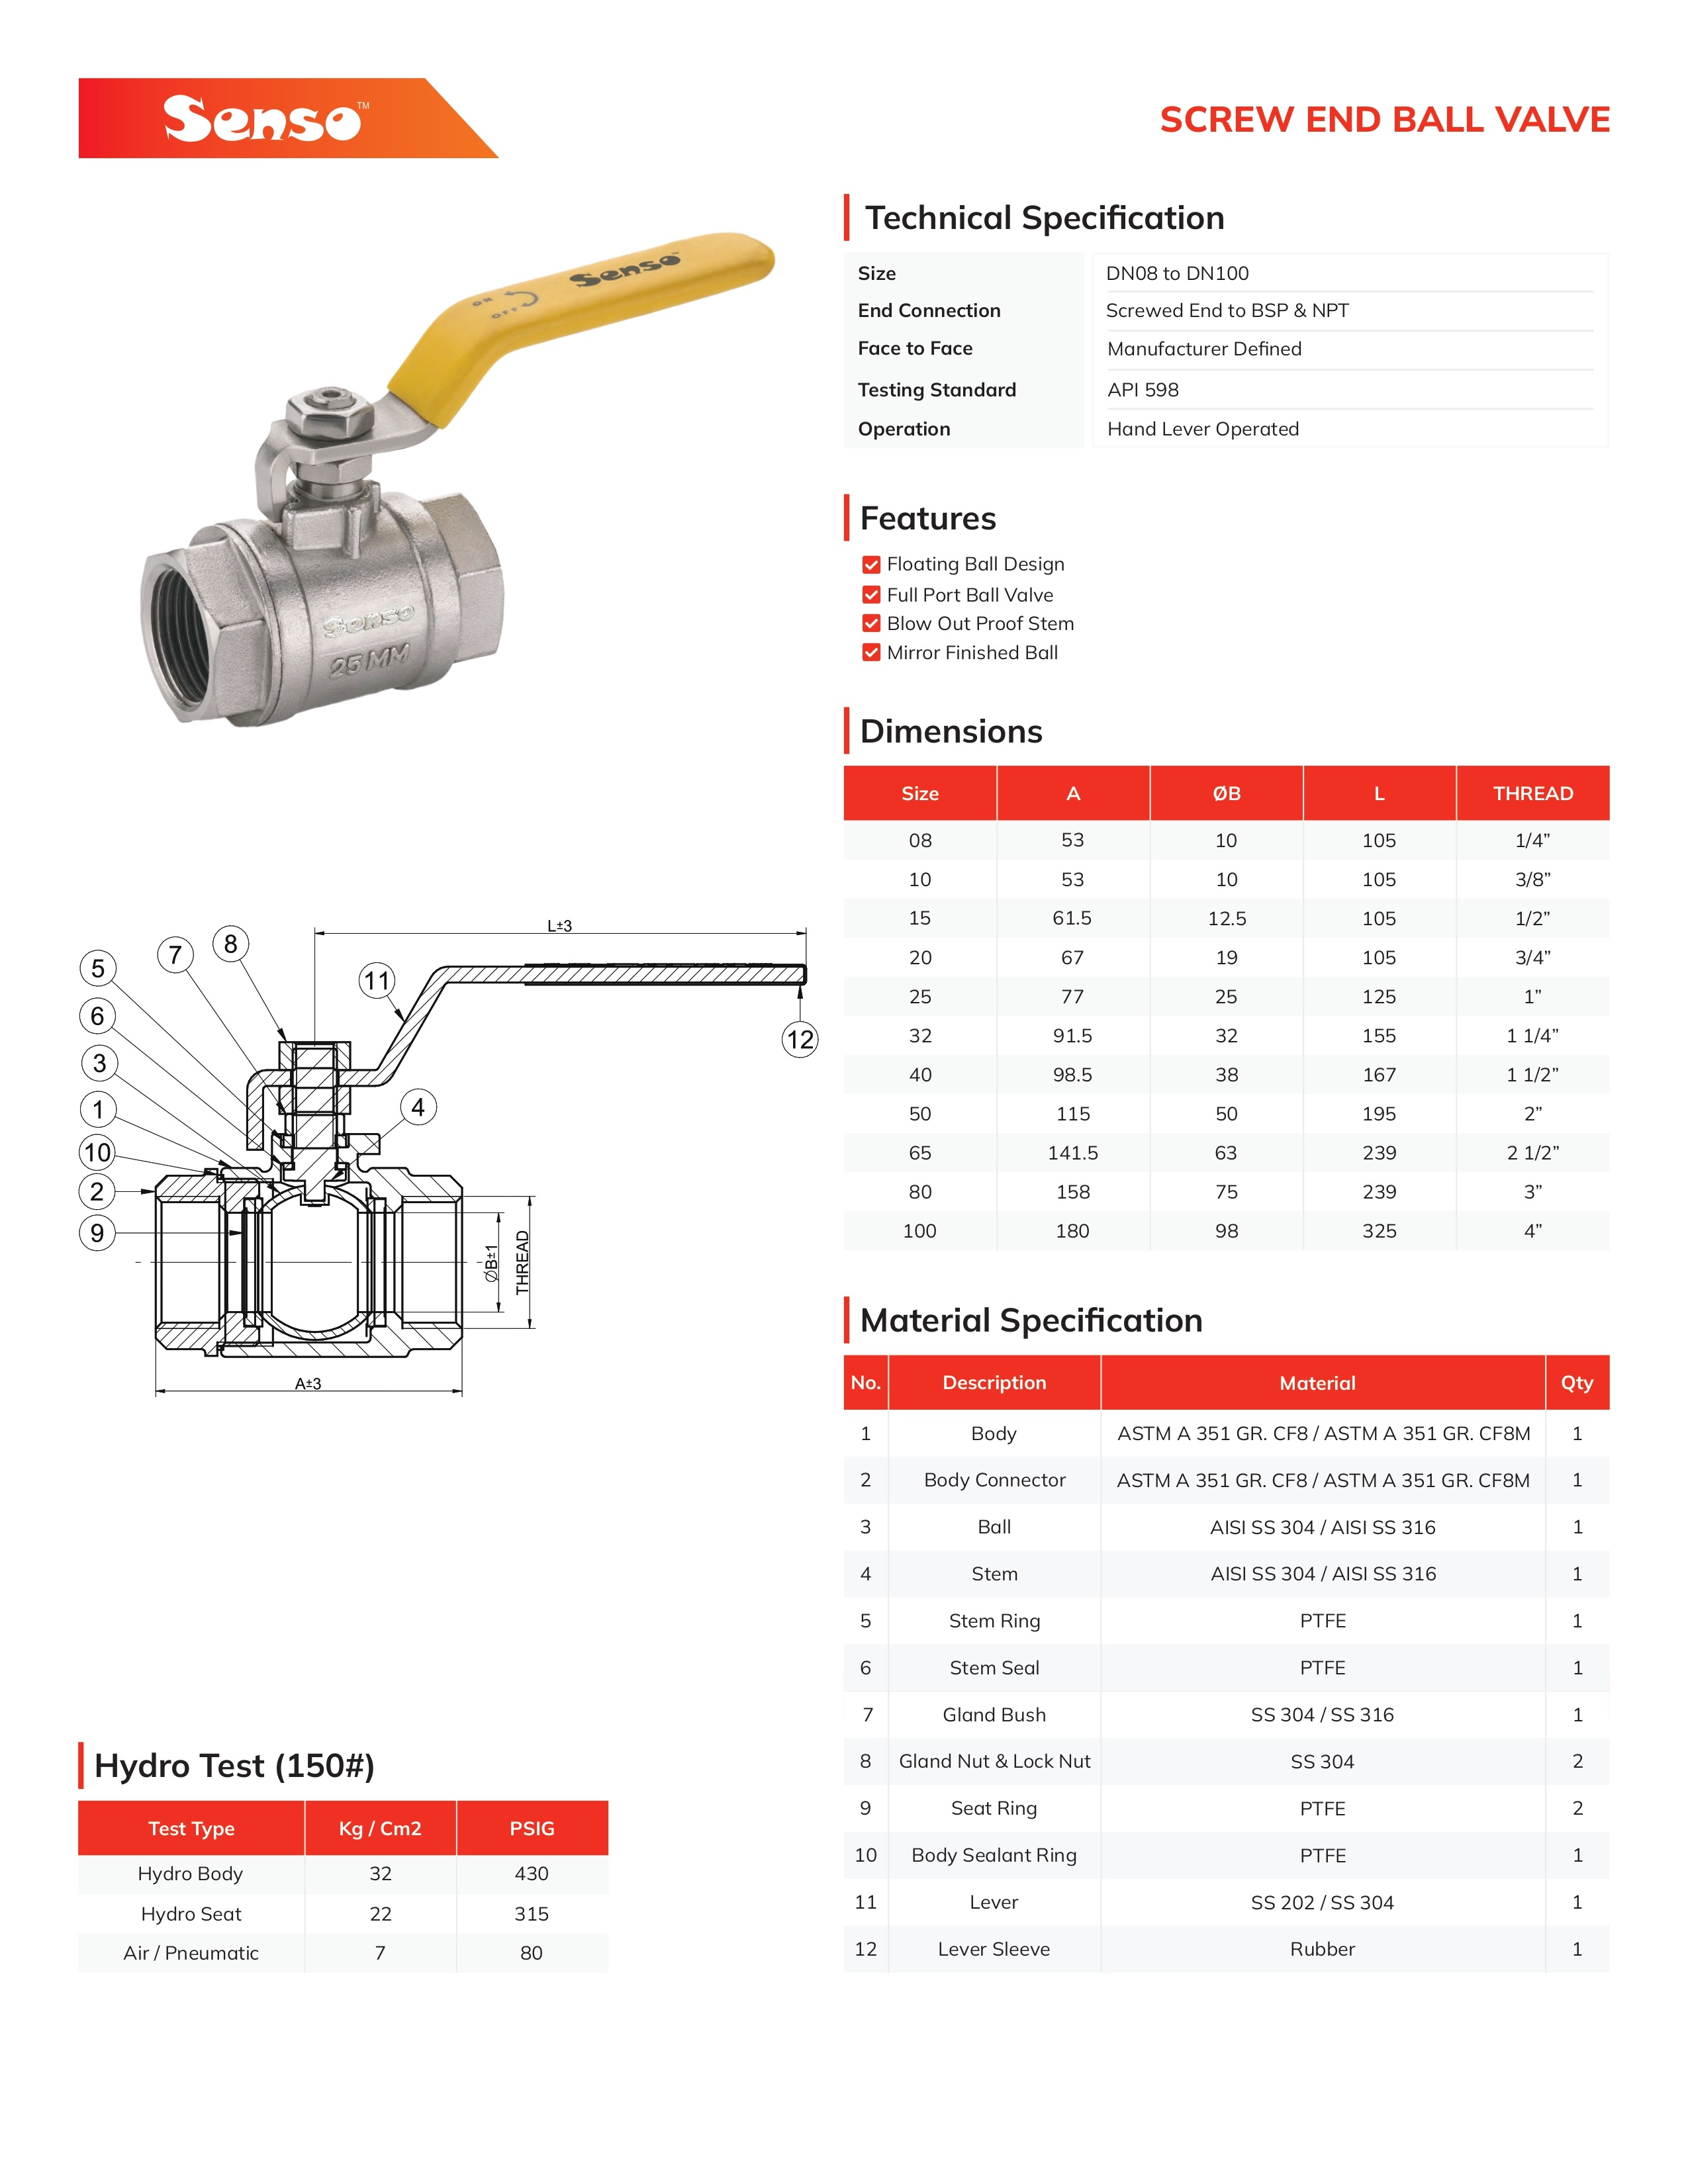 Senso™
SCREW END BALL VALVE
Senso™
ON
OFF
Senso
25 MM
Technical Specification
Size DN08 to DN100
End Connection Screwed End to BSP & NPT
Face to Face Manufacturer Defined
Testing Standard API 598
Operation Hand Lever Operated
Features
Floating Ball Design
Full Port Ball Valve
Blow Out Proof Stem
Mirror Finished Ball
Dimensions
Size A ØB L THREAD
08 53 10 105 1/4”
10 53 10 105 3/8”
15 61.5 12.5 105 1/2”
20 67 19 105 3/4”
25 77 25 125 1”
32 91.5 32 155 1 1/4”
40 98.5 38 167 1 1/2”
50 115 50 195 2”
65 141.5 63 239 2 1/2”
80 158 75 239 3”
100 180 98 325 4”
L±3
8
7
5
11
6
12
3
4
1
10
2
9
ØB±1
THREAD
A±3
Material Specification
No. Description Material Qty
1 Body ASTM A 351 GR. CF8 / ASTM A 351 GR. CF8M 1
2 Body Connector ASTM A 351 GR. CF8 / ASTM A 351 GR. CF8M 1
3 Ball AISI SS 304 / AISI SS 316 1
4 Stem AISI SS 304 / AISI SS 316 1
5 Stem Ring PTFE 1
6 Stem Seal PTFE 1
7 Gland Bush SS 304 / SS 316 1
8 Gland Nut & Lock Nut SS 304 2
9 Seat Ring PTFE 2
10 Body Sealant Ring PTFE 1
11 Lever SS 202 / SS 304 1
12 Lever Sleeve Rubber 1
Hydro Test (150#)
Test Type Kg / Cm2 PSIG
Hydro Body 32 430
Hydro Seat 22 315
Air / Pneumatic 7 80